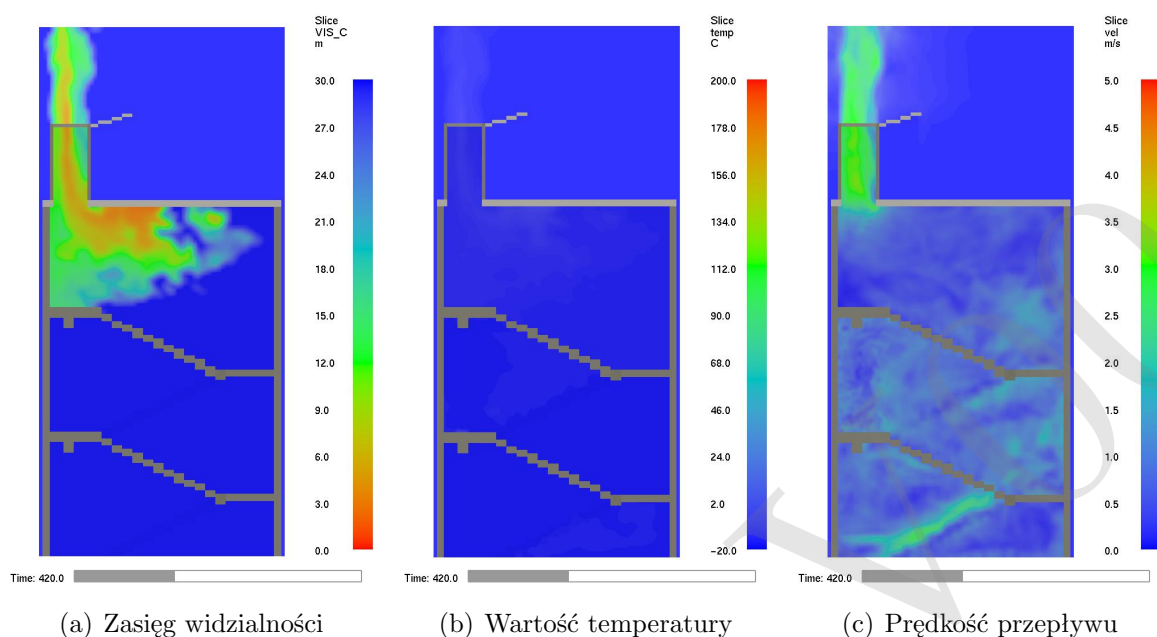 Slice
VIS_C
m
30.0
27.0
24.0
21.0
18.0
15.0
12.0
9.0
6.0
3.0
0.0
Time: 420.0
Slice
temp
C
200.0
178.0
156.0
134.0
112.0
90.0
68.0
46.0
24.0
2.0
−20.0
Time: 420.0
Slice
vel
m/s
5.0
4.5
4.0
3.5
3.0
2.5
2.0
1.5
1.0
0.5
0.0
Time: 420.0
(a) Zasięg widzialności
(b) Wartość temperatury
(c) Prędkość przepływu